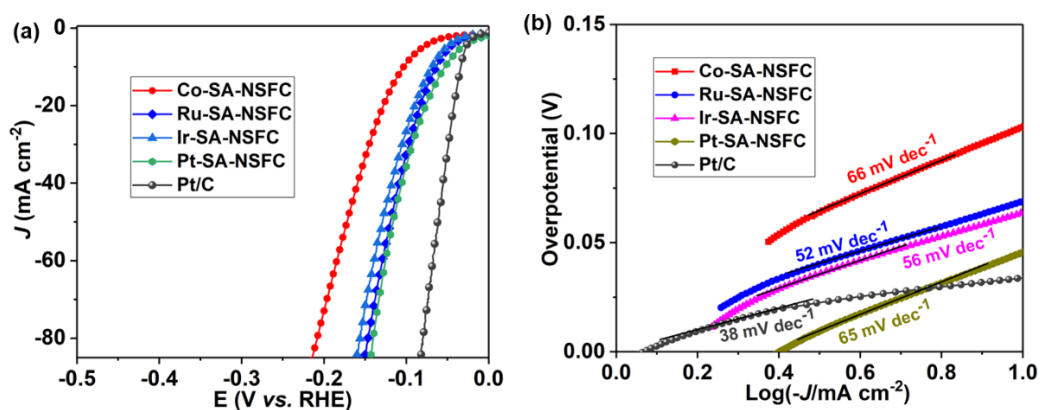 (a)
0
-20
-40
-60
-80
J (mA cm⁻²)
Co-SA-NSFC
Ru-SA-NSFC
Ir-SA-NSFC
Pt-SA-NSFC
Pt/C
-0.5 -0.4 -0.3 -0.2 -0.1 0.0
E (V vs. RHE)
(b)
0.15
0.10
0.05
0.00
Overpotential (V)
Co-SA-NSFC
Ru-SA-NSFC
Ir-SA-NSFC
Pt-SA-NSFC
Pt/C
66 mV dec⁻¹
52 mV dec⁻¹
56 mV dec⁻¹
38 mV dec⁻¹
65 mV dec⁻¹
0.0 0.2 0.4 0.6 0.8 1.0
Log(-J/mA cm⁻²)